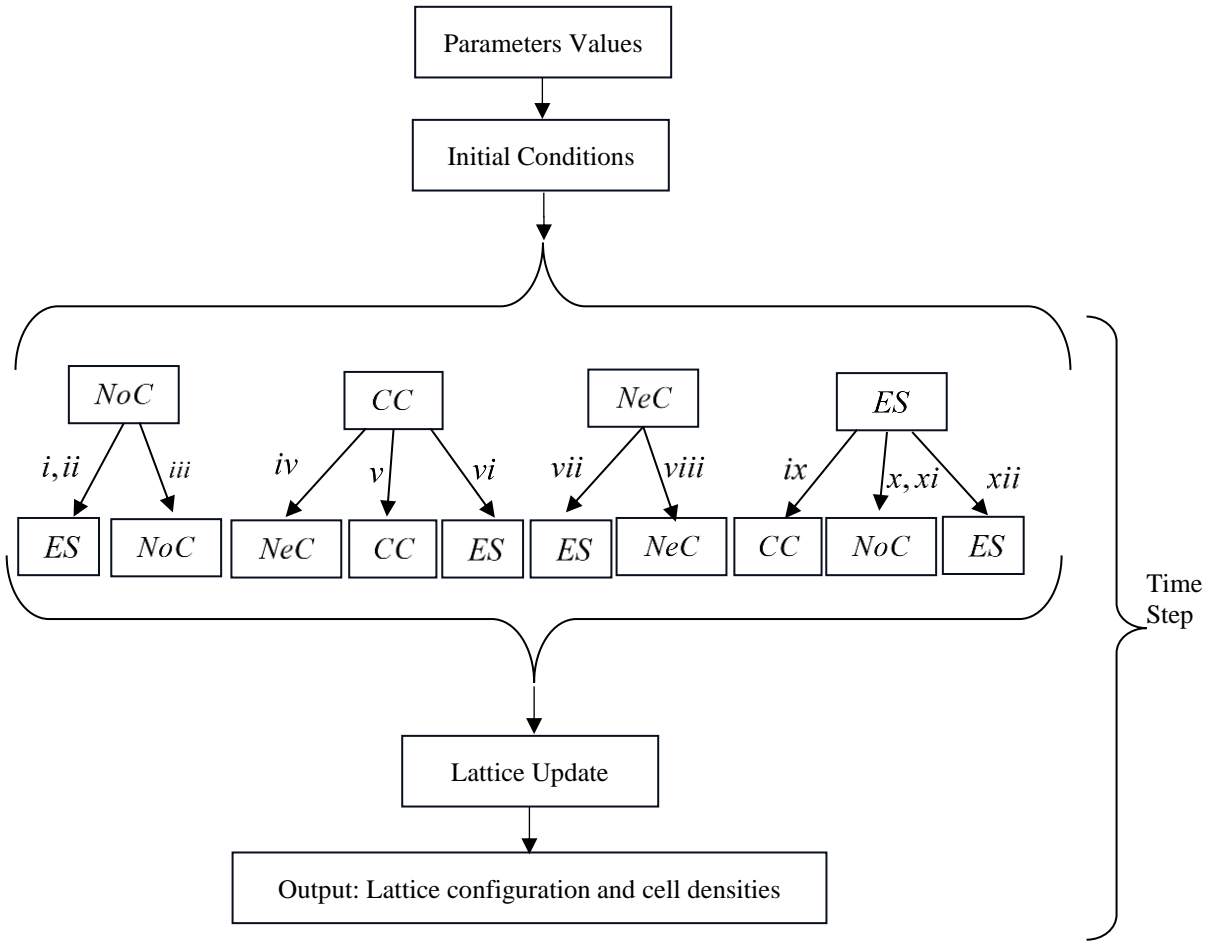 Parameters Values
Initial Conditions
NoC
CC
NeC
ES
i, ii
iii
iv
v
vi
vii
viii
ix
x, xi
xii
ES
NoC
NeC
CC
ES
ES
NeC
CC
NoC
ES
Time
Step
Lattice Update
Output: Lattice configuration and cell densities